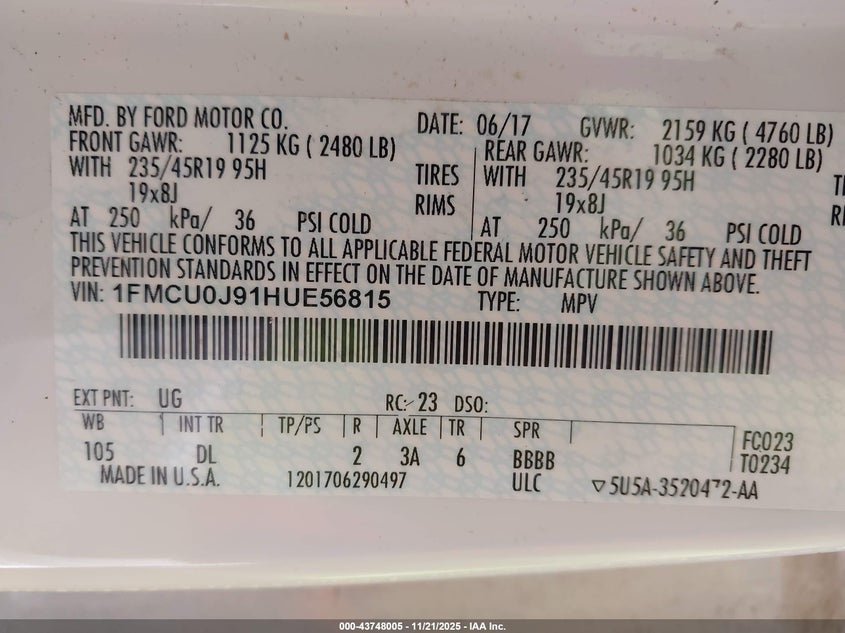 MFD. BY FORD MOTOR CO. DATE: 06/17 GVWR: 2159 KG ( 4760 LB)
FRONT GAWR: 1125 KG ( 2480 LB) REAR GAWR: 1034 KG ( 2280 LB)
WITH 235/45R19 95H TIRES WITH 235/45R19 95H
19x8J RIMS 19x8J
AT 250 kPa/ 36 PSI COLD AT 250 kPa/ 36 PSI COLD
THIS VEHICLE CONFORMS TO ALL APPLICABLE FEDERAL MOTOR VEHICLE SAFETY AND THEFT
PREVENTION STANDARDS IN EFFECT ON THE DATE OF MANUFACTURE SHOWN ABOVE.
VIN: 1FMCU0J91HUE56815 TYPE: MPV
EXT PNT: UG RC: 23 DSO:
WB INT TR TP/PS R AXLE TR SPR
FC023
105 DL 2 3A 6 BBBB T0234
MADE IN U.S.A. 1201706290497 ULC 5U5A-3520472-AA
000-43748005 - 11/21/2025 - IAA Inc.